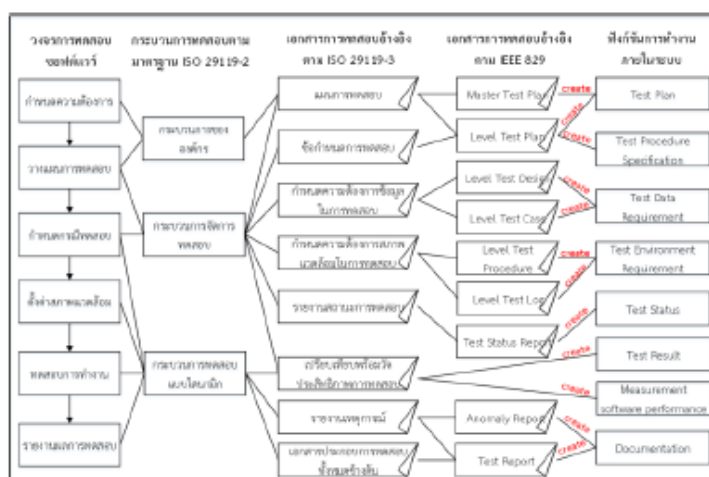 วงจรการทดสอบ
ซอฟต์แวร์
กระบวนการทดสอบตาม
มาตรฐาน ISO 29119-2
เอกสารการทดสอบอ้างอิง
ตาม ISO 29119-3
เอกสารการทดสอบอ้างอิง
ตาม IEEE 829
ฟังก์ชันการทำงาน
ภายในระบบ
กำหนดความต้องการ
วางแผนการทดสอบ
กำหนดกรณีทดสอบ
ตั้งค่าสภาพแวดล้อม
ทดสอบการทำงาน
รายงานผลการทดสอบ
กระบวนการของ
องค์กร
กระบวนการจัดการ
ทดสอบ
กระบวนการทดสอบ
แบบไดนามิก
แผนการทดสอบ
ข้อกำหนดการทดสอบ
กำหนดความต้องการข้อมูล
ในการทดสอบ
กำหนดความต้องการสภาพ
แวดล้อมในการทดสอบ
รายงานสถานะการทดสอบ
เปรียบเทียบพร้อมวัด
ประสิทธิภาพการทดสอบ
รายงานเหตุการณ์
เอกสารประกอบการทดสอบ
ทั้งหมดข้างต้น
Master Test Plan
Level Test Plan
Level Test Design
Level Test Case
Level Test
Procedure
Level Test Log
Test Status Report
Anomaly Report
Test Report
create
create
create
create
create
create
create
create
create
create
create
create
Test Plan
Test Procedure
Specification
Test Data
Requirement
Test Environment
Requirement
Test Status
Test Result
Measurement
software performance
Documentation